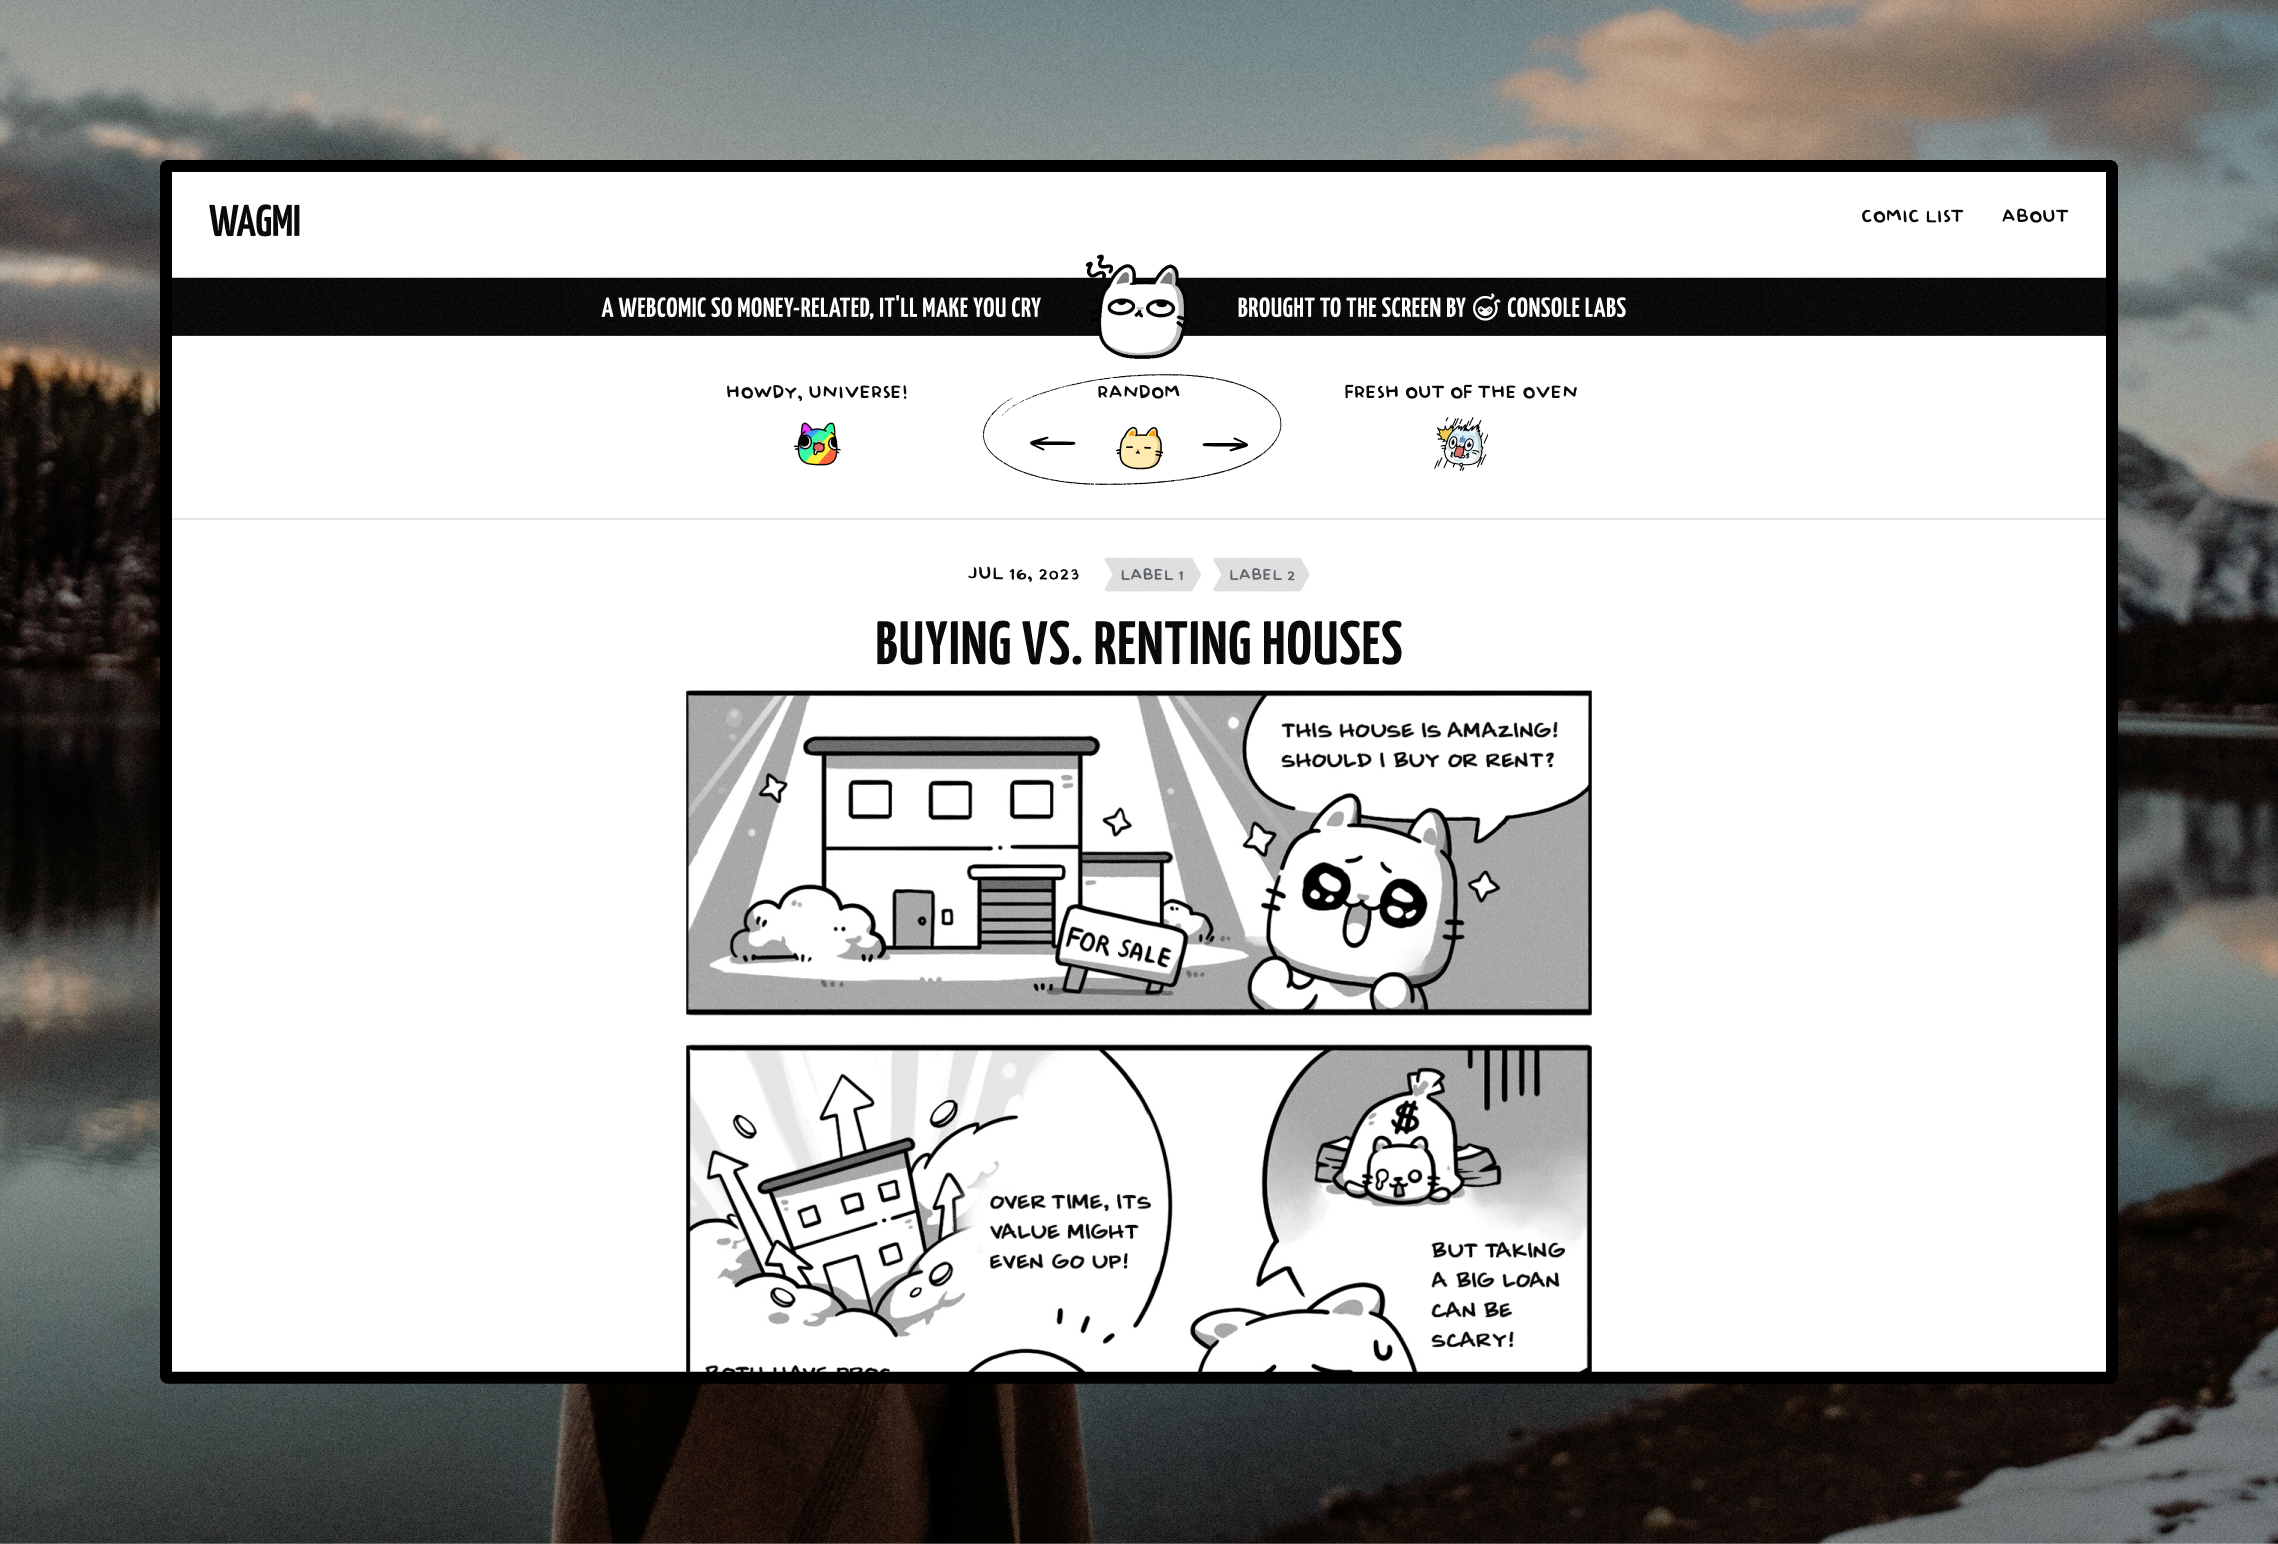 WAGMI
COMIC LIST
ABOUT
A WEBCOMIC SO MONEY-RELATED, IT'LL MAKE YOU CRY
BROUGHT TO THE SCREEN BY CONSOLE LABS
HOWDY, UNIVERSE!
RANDOM
FRESH OUT OF THE OVEN
JUL 16, 2023
LABEL 1
LABEL 2
BUYING VS. RENTING HOUSES
THIS HOUSE IS AMAZING!
SHOULD I BUY OR RENT?
FOR SALE
OVER TIME, ITS
VALUE MIGHT
EVEN GO UP!
$
BUT TAKING
A BIG LOAN
CAN BE
SCARY!
BOTH HAVE PROS